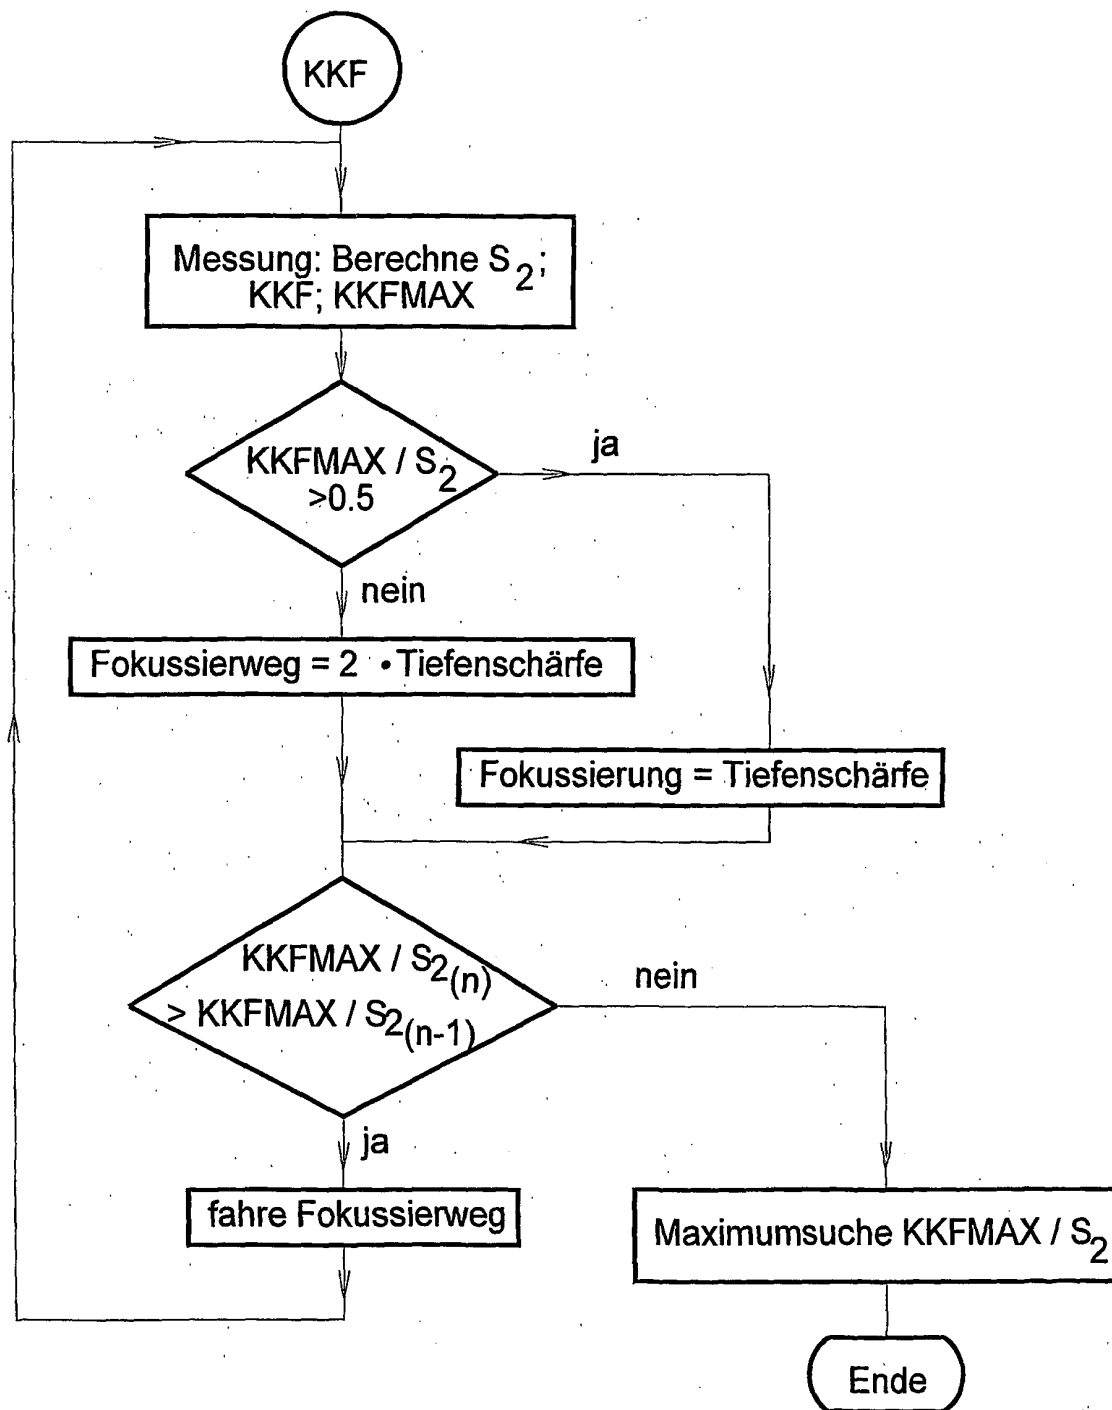 KKF
Messung: Berechne S2;
KKF; KKFMAX
KKFMAX / S2
>0.5
ja
nein
Fokussierweg = 2 • Tiefenschärfe
Fokussierung = Tiefenschärfe
KKFMAX / S2(n)
> KKFMAX / S2(n-1)
nein
ja
fahre Fokussierweg
Maximumsuche KKFMAX / S2
Ende